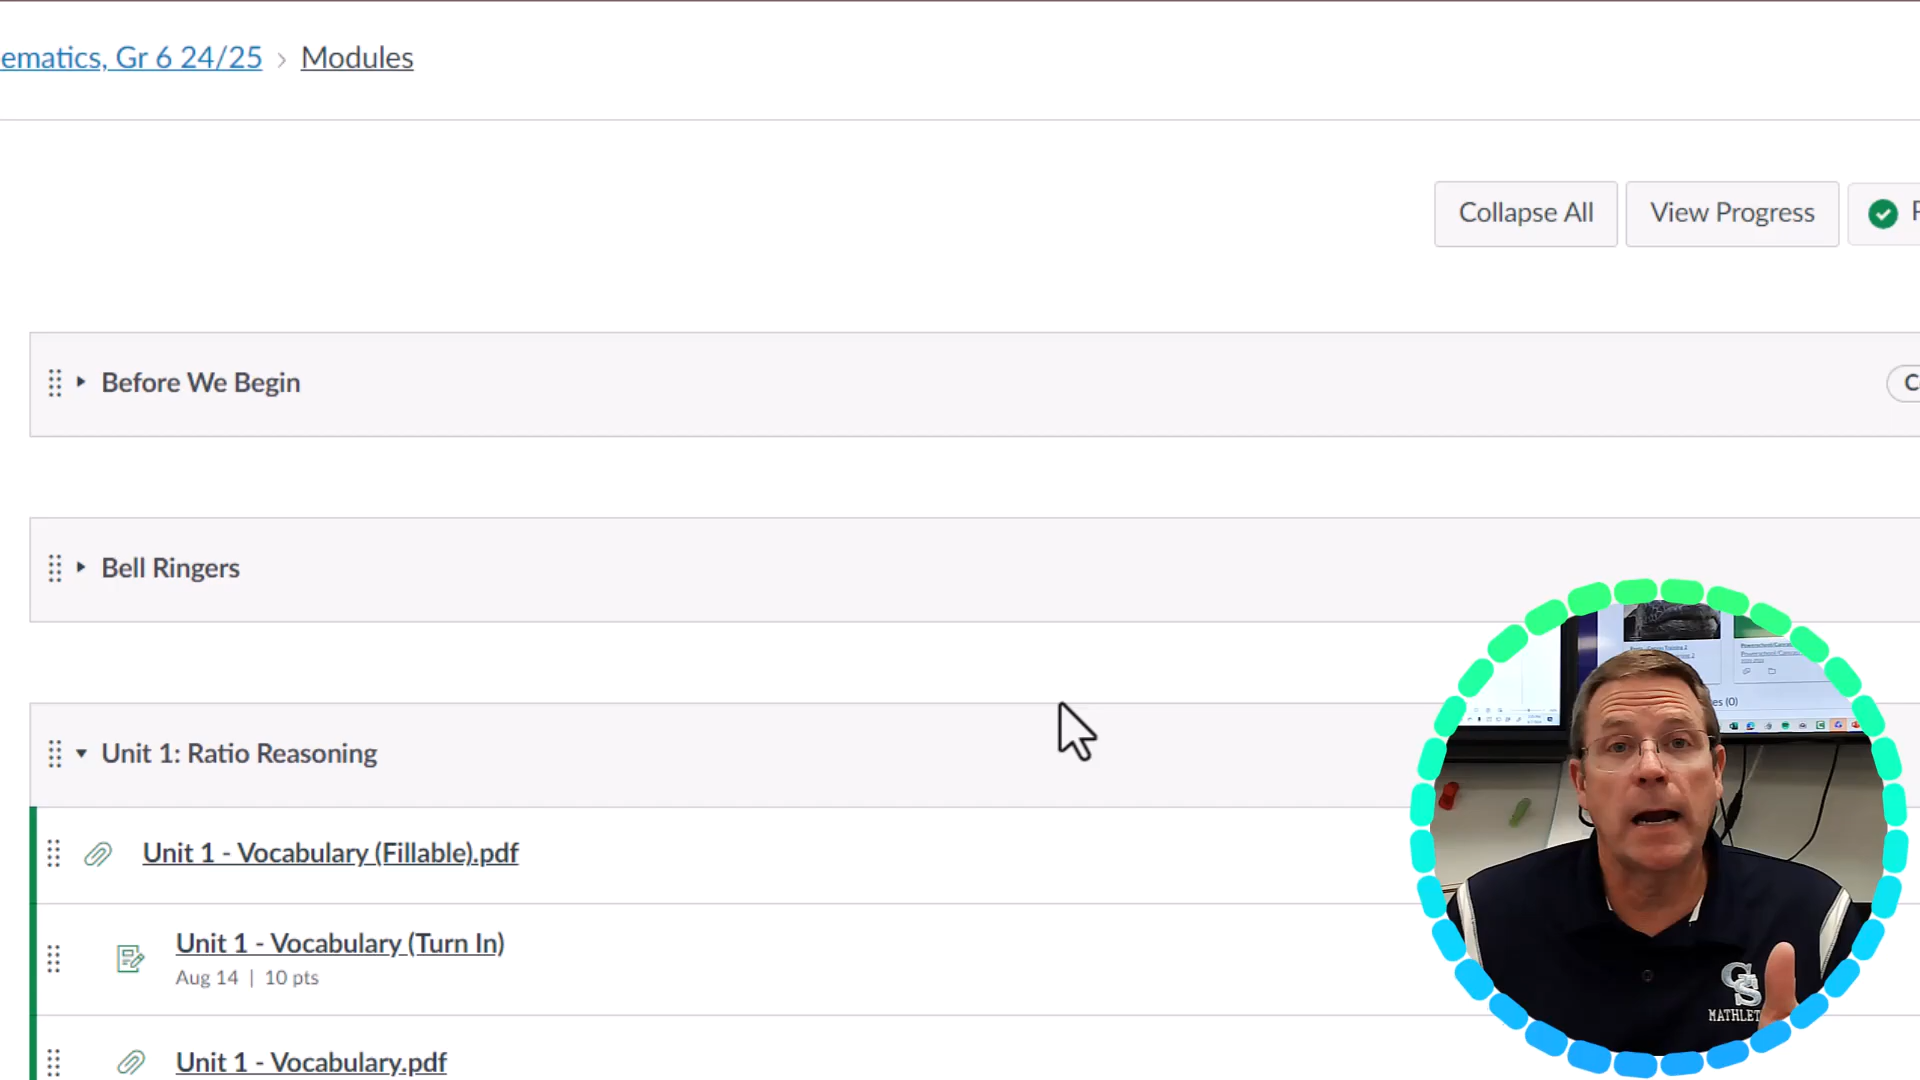 ematics, Gr 6 24/25 › Modules
Collapse All
View Progress
Before We Begin
Bell Ringers
Unit 1: Ratio Reasoning
Unit 1 - Vocabulary (Fillable).pdf
Unit 1 - Vocabulary (Turn In)
Aug 14 | 10 pts
Unit 1 - Vocabulary.pdf
GS
MATHLET